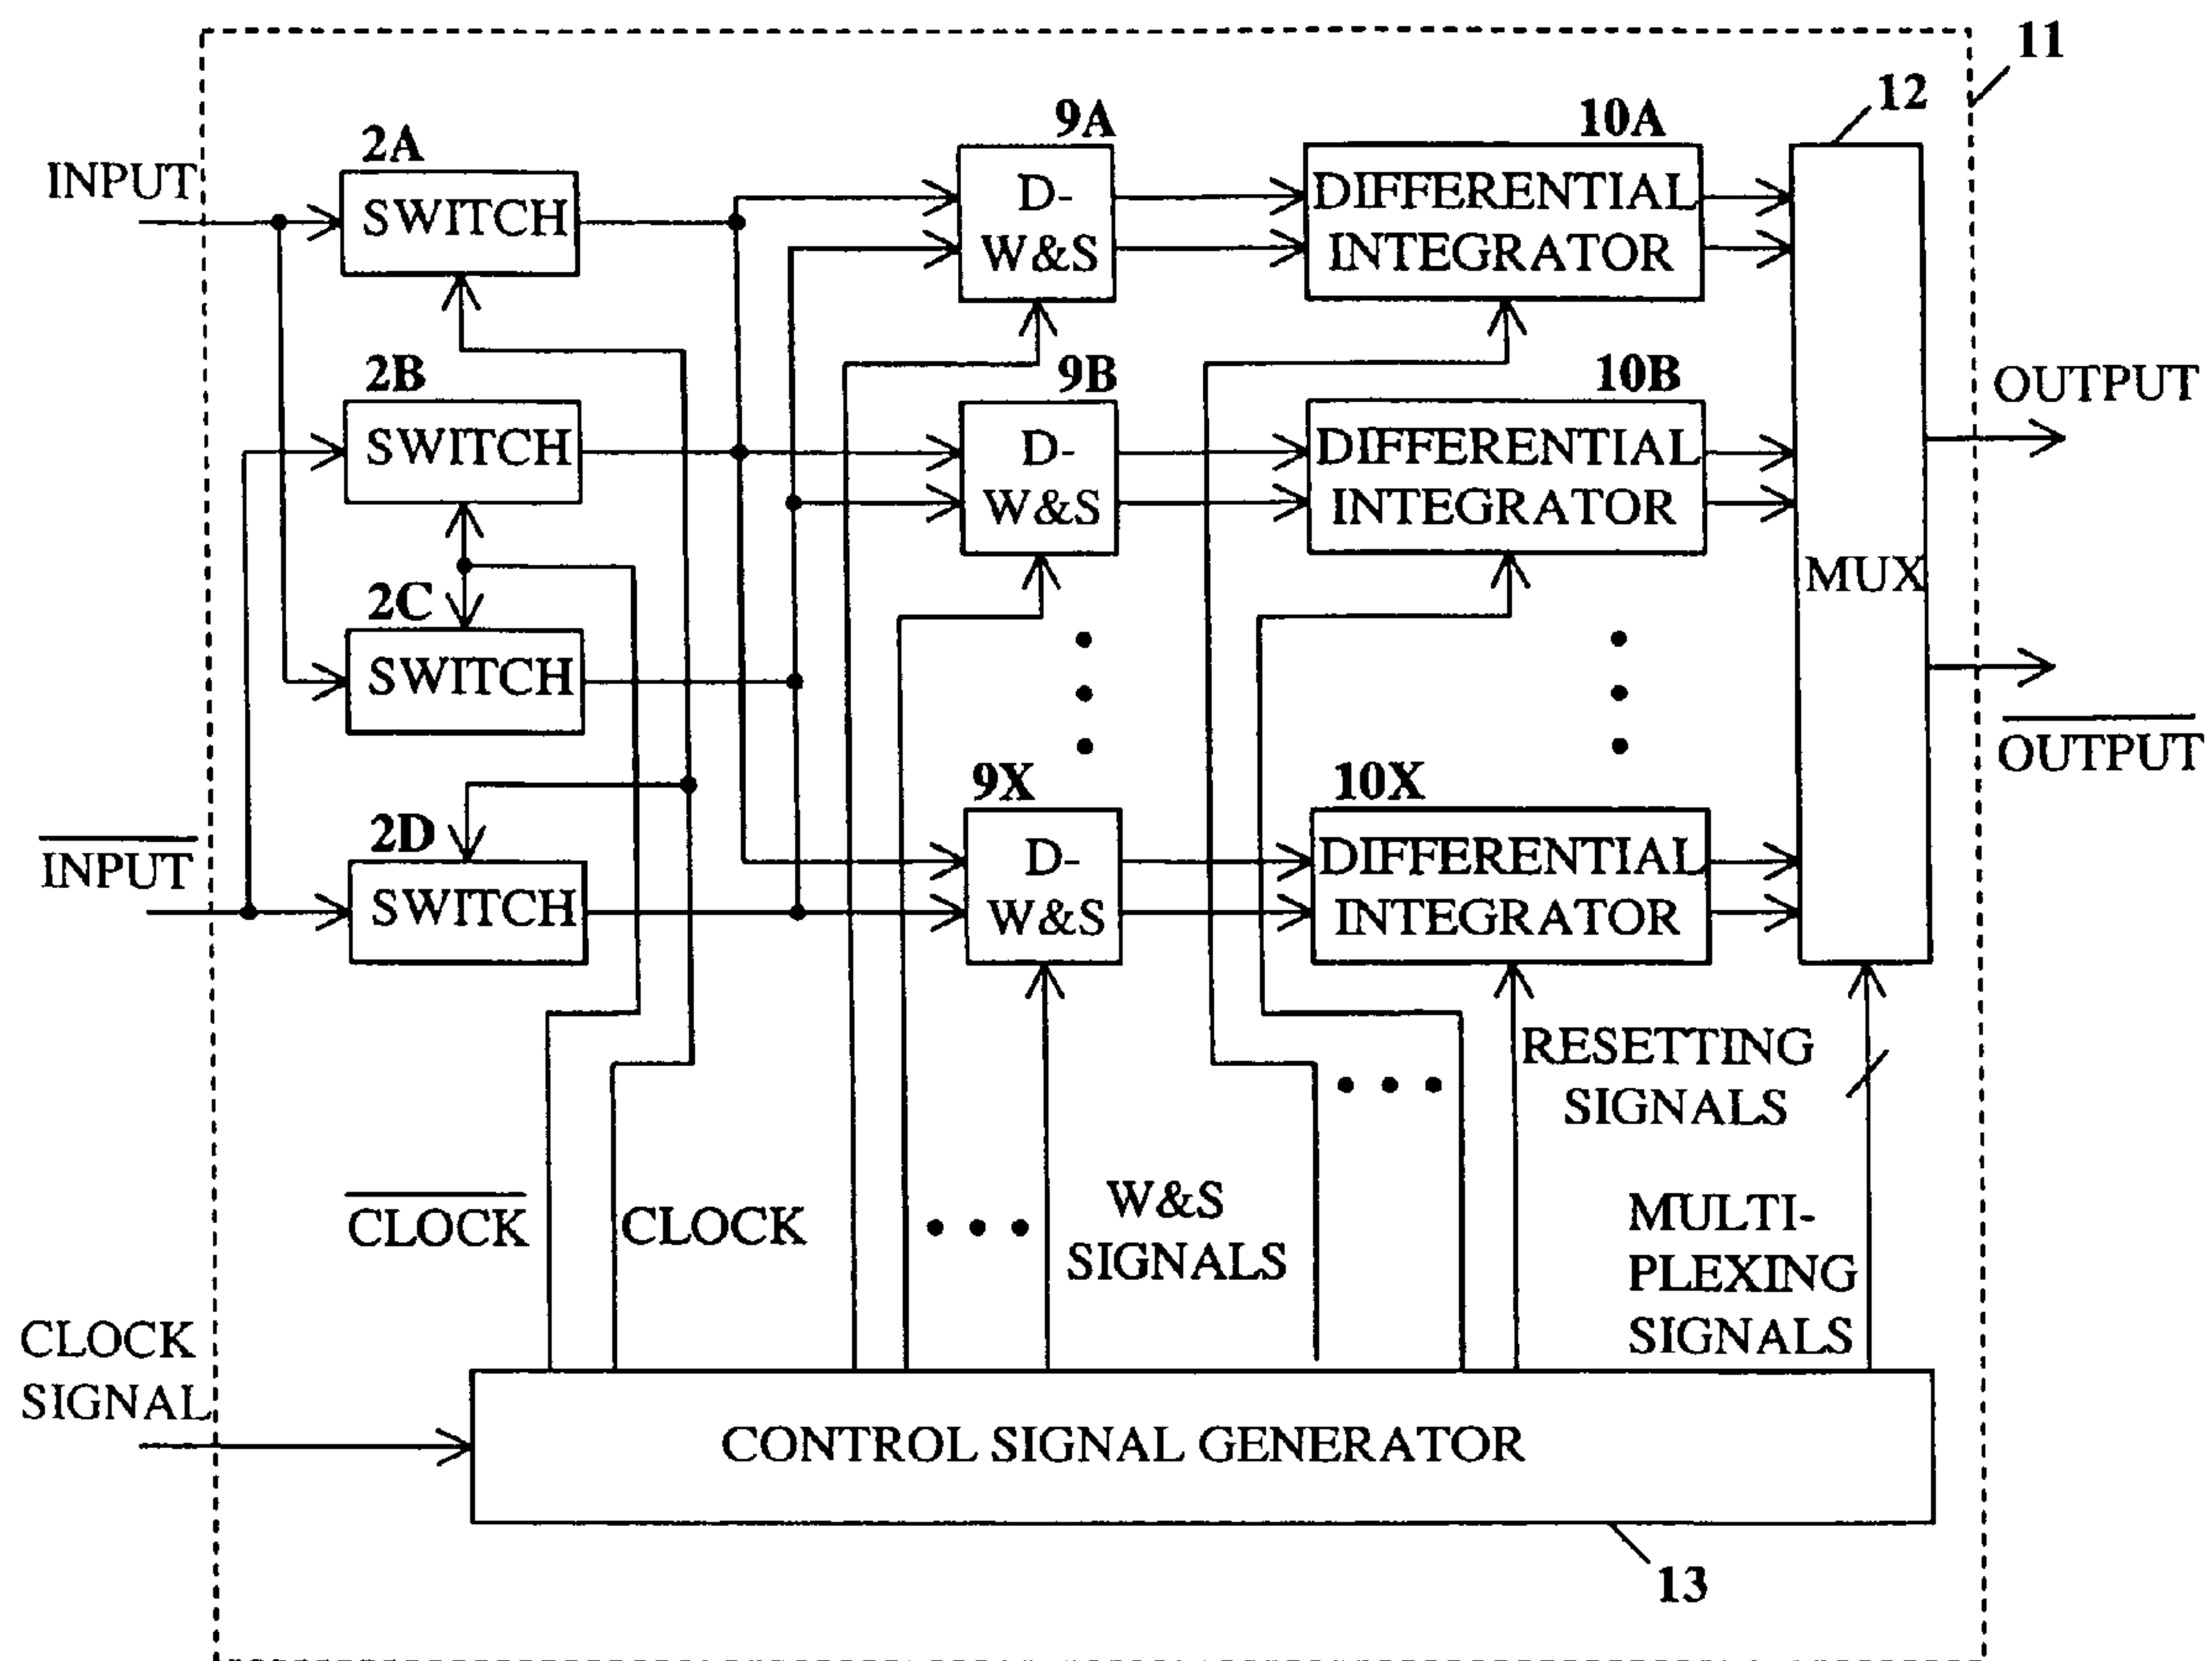 11
12
9A
10A
2A
INPUT
SWITCH
D-
W&S
DIFFERENTIAL
INTEGRATOR
2B
9B
10B
OUTPUT
SWITCH
D-
W&S
DIFFERENTIAL
INTEGRATOR
MUX
2C
SWITCH
OUTPUT
9X
10X
2D
INPUT
SWITCH
D-
W&S
DIFFERENTIAL
INTEGRATOR
RESETTING
SIGNALS
CLOCK
CLOCK
W&S
SIGNALS
MULTI-
PLEXING
SIGNALS
CLOCK
SIGNAL
CONTROL SIGNAL GENERATOR
13